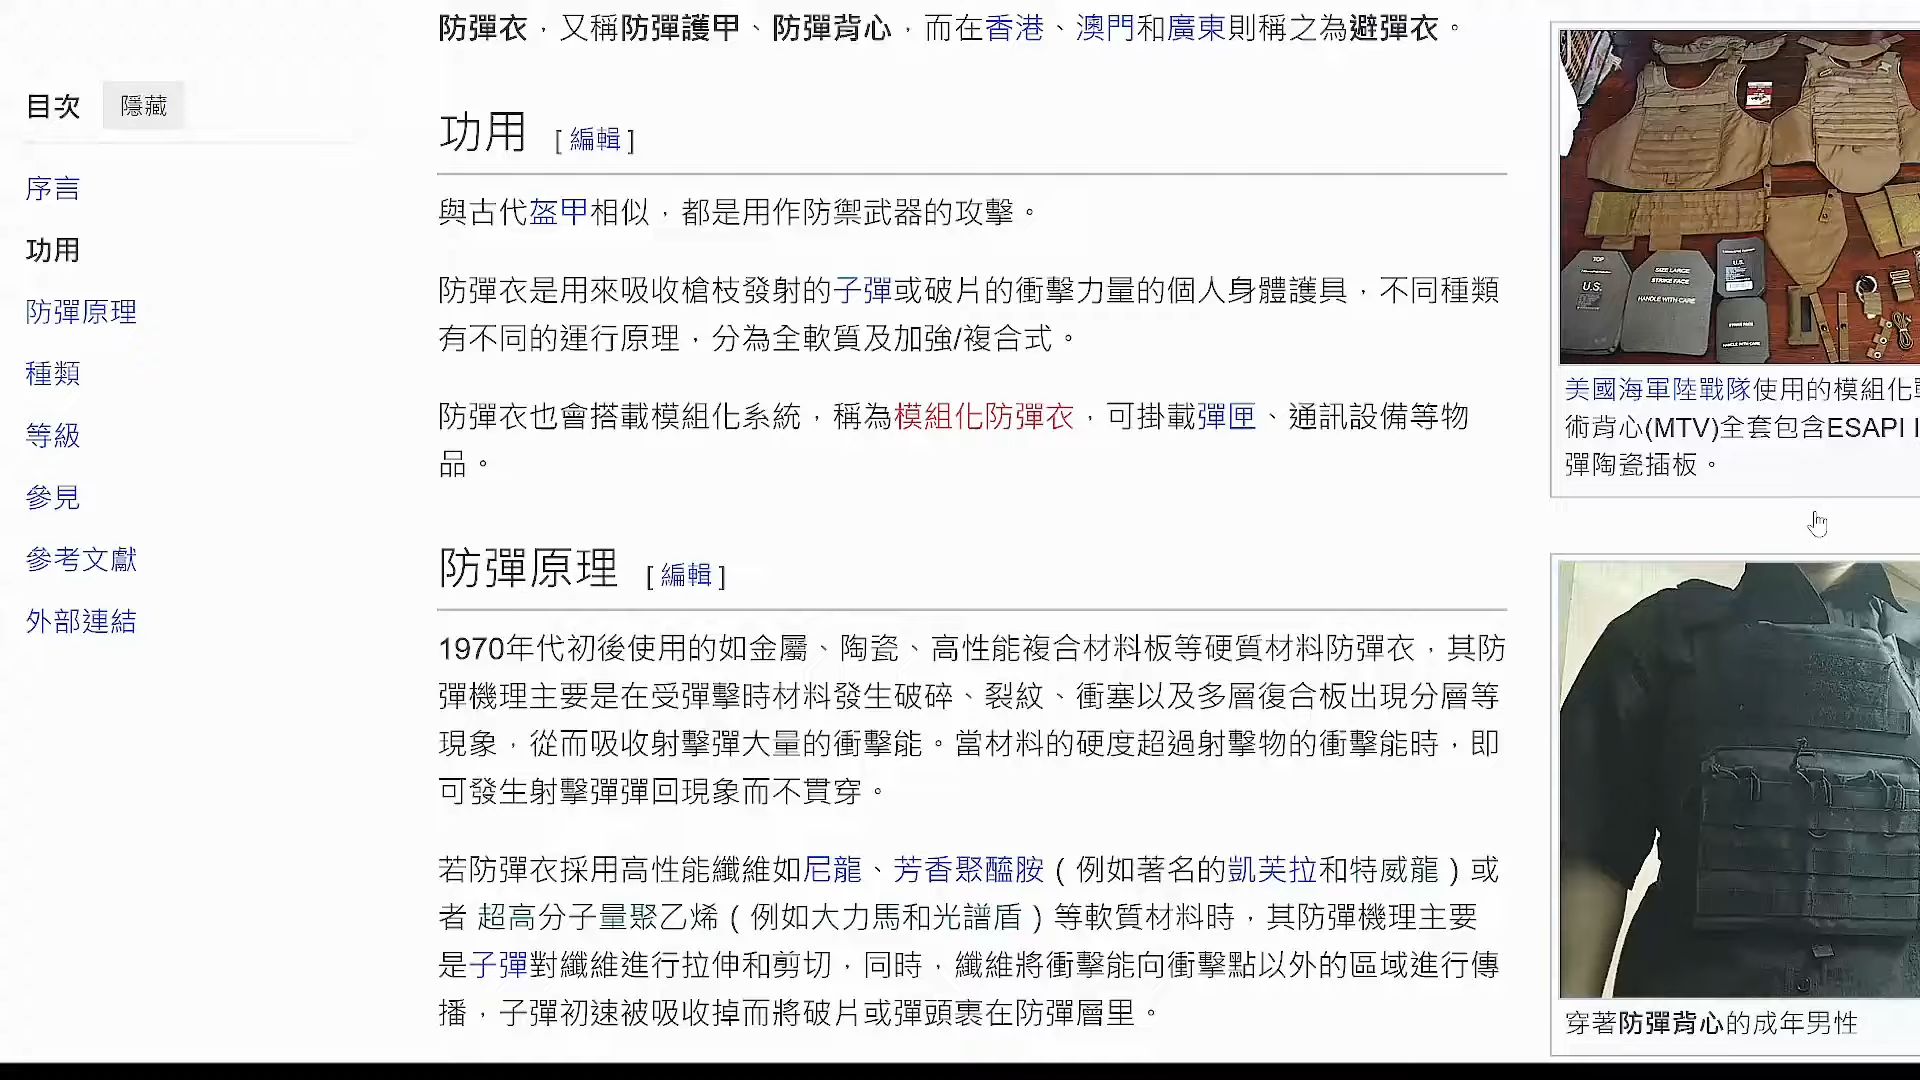 防彈衣，又稱防彈護甲、防彈背心，而在香港、澳門和廣東則稱之為避彈衣。
目次 隱藏
序言
功用
防彈原理
種類
等級
參見
參考文獻
外部連結
功用 [編輯]
與古代盔甲相似，都是用作防禦武器的攻擊。
防彈衣是用來吸收槍枝發射的子彈或破片的衝擊力量的個人身體護具，不同種類
有不同的運行原理，分為全軟質及加強/複合式。
防彈衣也會搭載模組化系統，稱為模組化防彈衣，可掛載彈匣、通訊設備等物
品。
防彈原理 [編輯]
1970年代初後使用的如金屬、陶瓷、高性能複合材料板等硬質材料防彈衣，其防
彈機理主要是在受彈擊時材料發生破碎、裂紋、衝塞以及多層復合板出現分層等
現象，從而吸收射擊彈大量的衝擊能。當材料的硬度超過射擊物的衝擊能時，即
可發生射擊彈彈回現象而不貫穿。
若防彈衣採用高性能纖維如尼龍、芳香聚醯胺（例如著名的凱芙拉和特威龍）或
者 超高分子量聚乙烯（例如大力馬和光譜盾）等軟質材料時，其防彈機理主要
是子彈對纖維進行拉伸和剪切，同時，纖維將衝擊能向衝擊點以外的區域進行傳
播，子彈初速被吸收掉而將破片或彈頭裹在防彈層里。
TOP
U.S.
SIZE LARGE
STRIKE FACE
HANDLE WITH CARE
U.S.
STRIKE FACE
HANDLE WITH CARE
美國海軍陸戰隊使用的模組化
術背心(MTV)全套包含ESAPI
彈陶瓷插板。
穿著防彈背心的成年男性